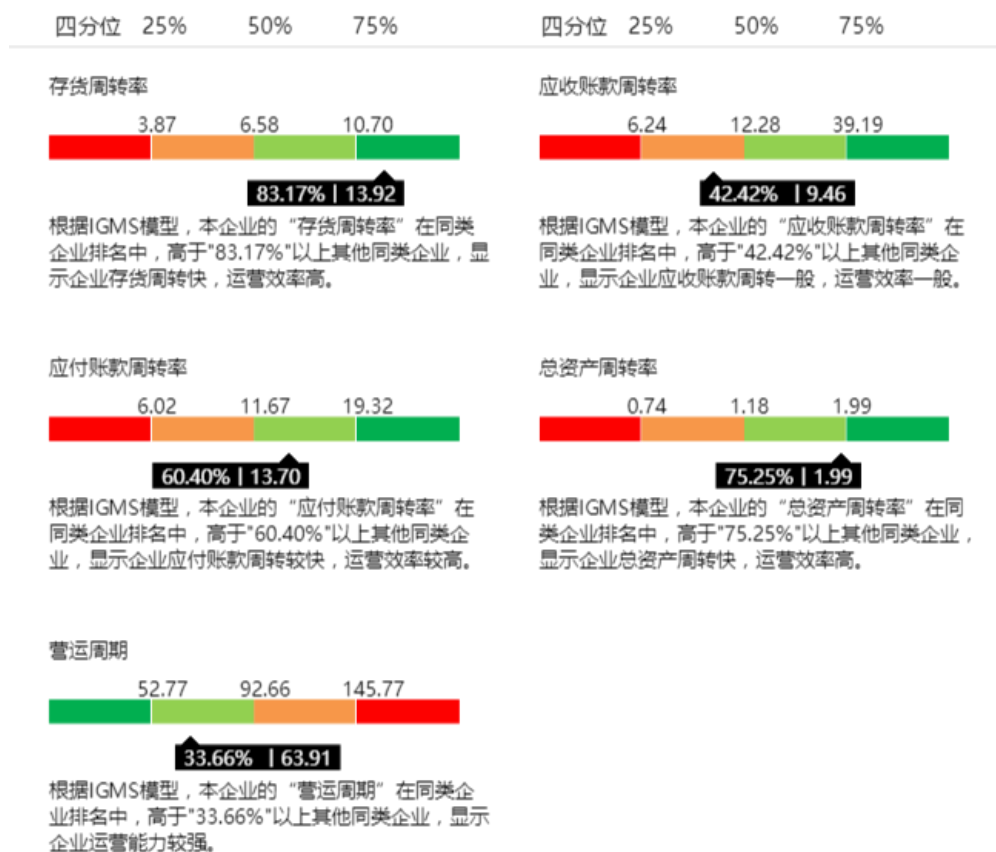 四分位 25% 50% 75%
四分位 25% 50% 75%
存货周转率
3.87 6.58 10.70
83.17% | 13.92
根据IGMS模型，本企业的“存货周转率”在同类
企业排名中，高于"83.17%"以上其他同类企业，显
示企业存货周转快，运营效率高。
应收账款周转率
6.24 12.28 39.19
42.42% | 9.46
根据IGMS模型，本企业的“应收账款周转率”在
同类企业排名中，高于"42.42%"以上其他同类企
业，显示企业应收账款周转一般，运营效率一般。
应付账款周转率
6.02 11.67 19.32
60.40% | 13.70
根据IGMS模型，本企业的“应付账款周转率”在
同类企业排名中，高于"60.40%"以上其他同类企
业，显示企业应付账款周转较快，运营效率较高。
总资产周转率
0.74 1.18 1.99
75.25% | 1.99
根据IGMS模型，本企业的“总资产周转率”在同
类企业排名中，高于"75.25%"以上其他同类企业，
显示企业总资产周转快，运营效率高。
营运周期
52.77 92.66 145.77
33.66% | 63.91
根据IGMS模型，本企业的“营运周期”在同类企
业排名中，高于"33.66%"以上其他同类企业，显示
企业运营能力较强。